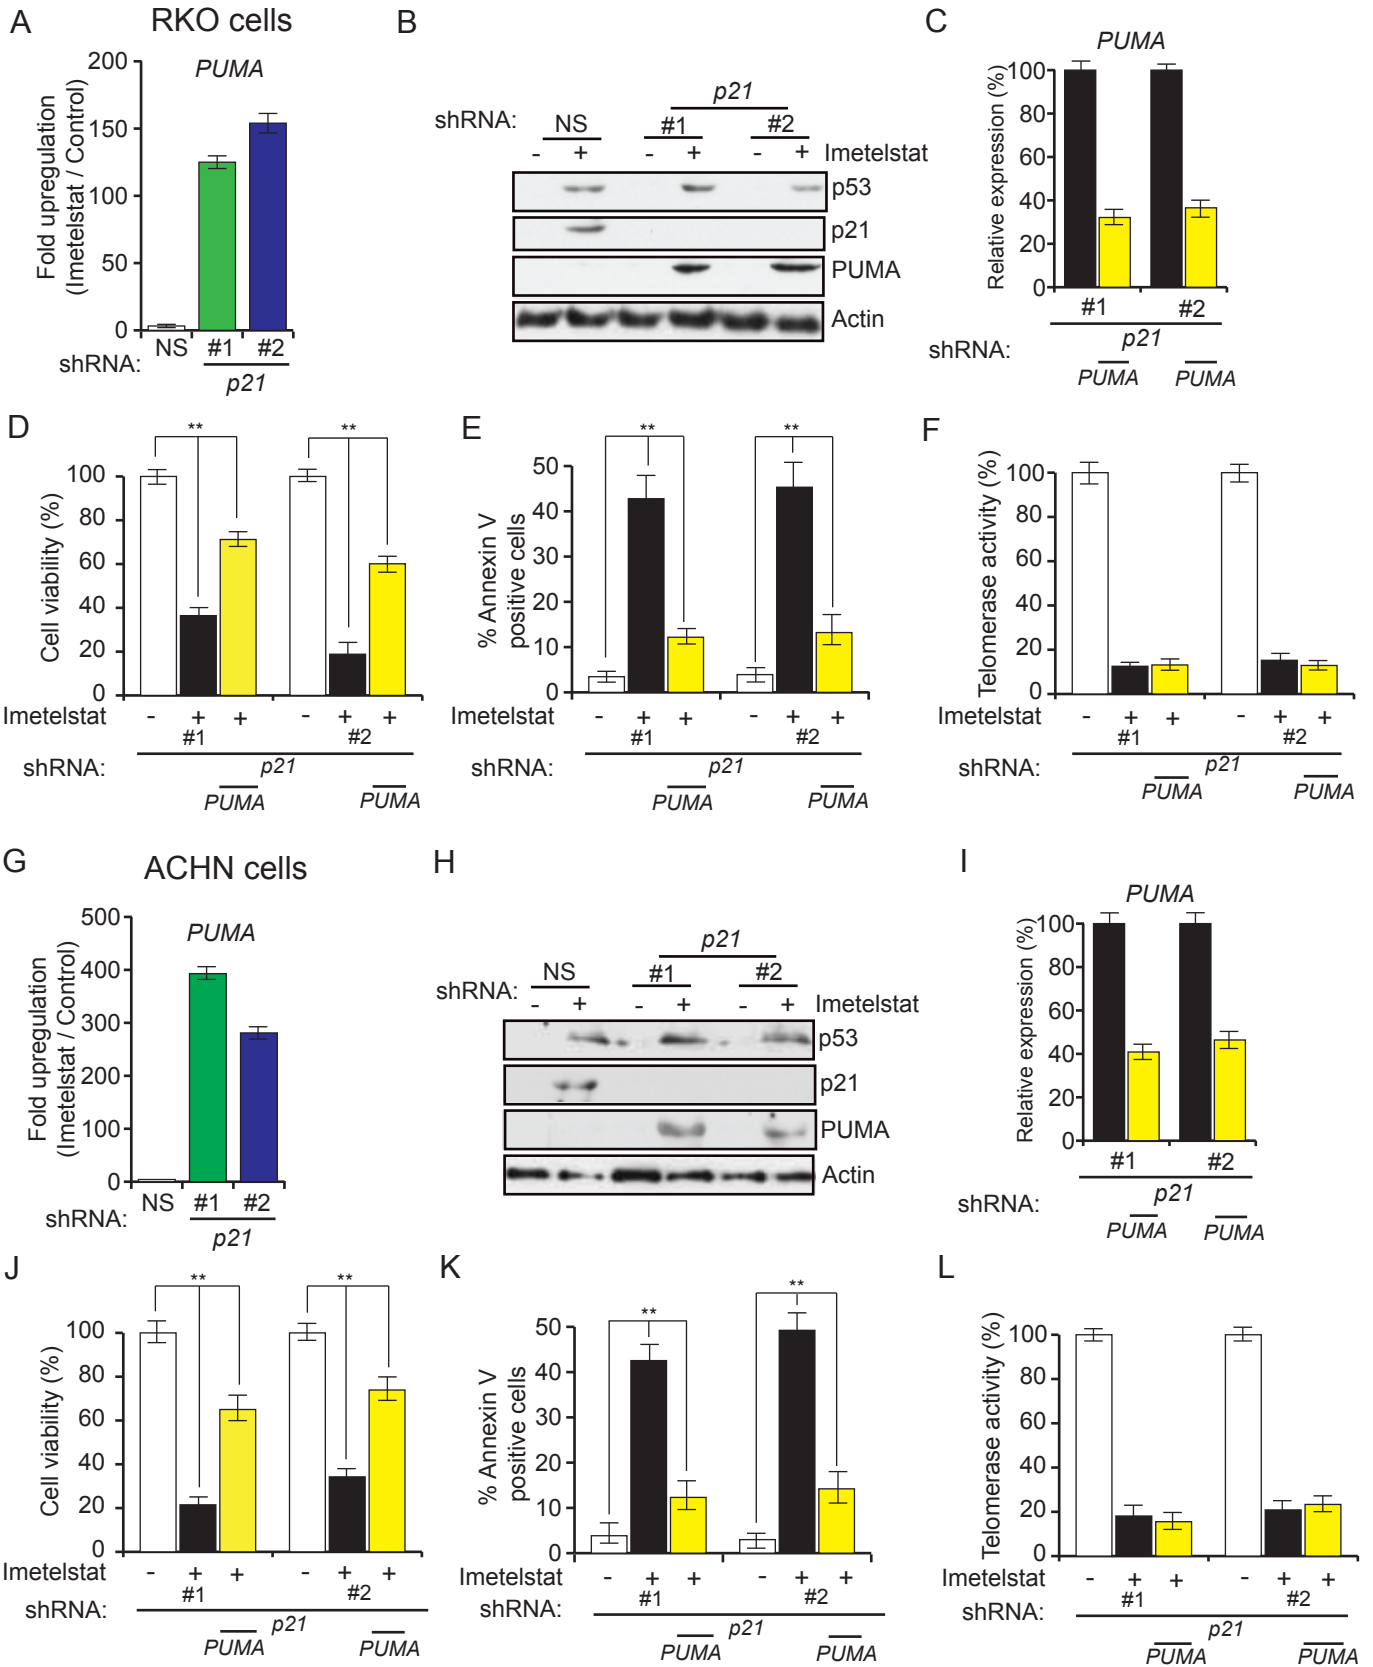 A
RKO cells
PUMA
Fold upregulation
(Imetelstat / Control)
200
150
100
50
0
NS #1 #2
shRNA:
p21
B
p21
shRNA: NS #1 #2
- + - + - + Imetelstat
p53
p21
PUMA
Actin
C
PUMA
Relative expression (%)
100
80
60
40
20
0
#1 #2
p21
shRNA:
PUMA PUMA
D
** **
Cell viability (%)
100
80
60
40
20
0
Imetelstat - + + - + +
#1 #2
shRNA: p21
PUMA PUMA
E
** **
% Annexin V
positive cells
50
40
30
20
10
0
Imetelstat - + + - + +
#1 #2
shRNA: p21
PUMA PUMA
F
Telomerase activity (%)
100
80
60
40
20
0
Imetelstat - + + - + +
#1 #2
shRNA: p21
PUMA PUMA
G
ACHN cells
PUMA
Fold upregulation
(Imetelstat / Control)
500
400
300
200
100
0
NS #1 #2
shRNA:
p21
H
p21
shRNA: NS #1 #2
- + - + - + Imetelstat
p53
p21
PUMA
Actin
I
PUMA
Relative expression (%)
100
80
60
40
20
0
#1 #2
shRNA: p21
PUMA PUMA
J
** **
Cell viability (%)
100
80
60
40
20
0
Imetelstat - + + - + +
#1 #2
shRNA: p21
PUMA PUMA
K
** **
% Annexin V
positive cells
50
40
30
20
10
0
Imetelstat - + + - + +
#1 #2
shRNA: p21
PUMA PUMA
L
Telomerase activity (%)
100
80
60
40
20
0
Imetelstat - + + - + +
#1 #2
shRNA: p21
PUMA PUMA